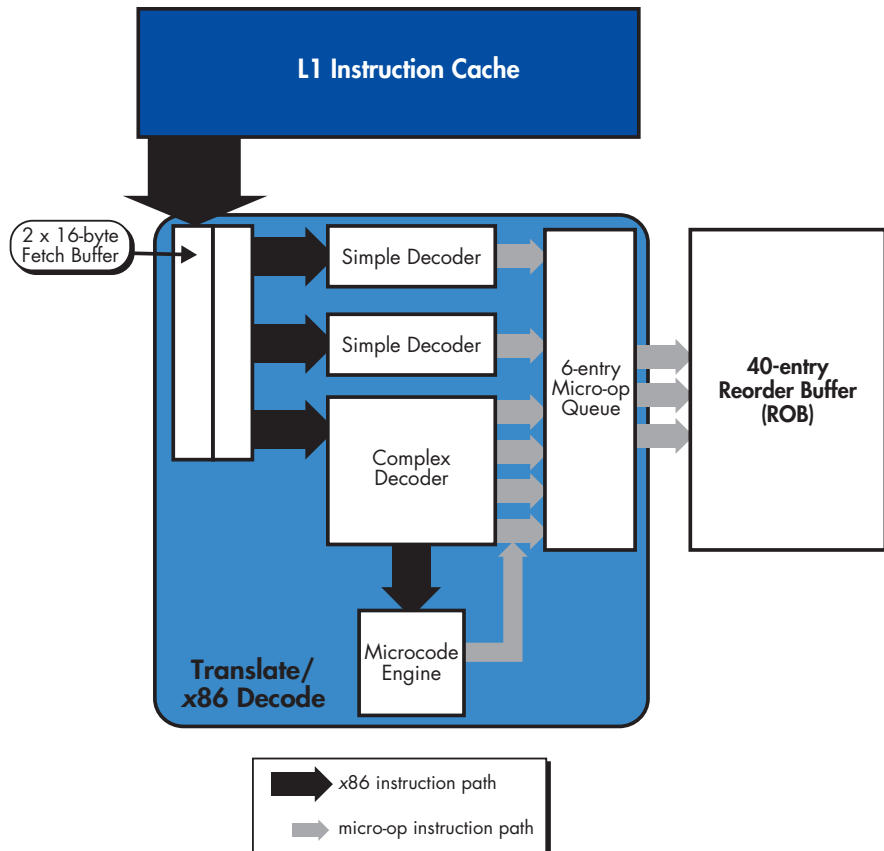 L1 Instruction Cache
2 x 16-byte
Fetch Buffer
Simple Decoder
Simple Decoder
Complex
Decoder
6-entry
Micro-op
Queue
40-entry
Reorder Buffer
(ROB)
Microcode
Engine
Translate/
x86 Decode
x86 instruction path
micro-op instruction path